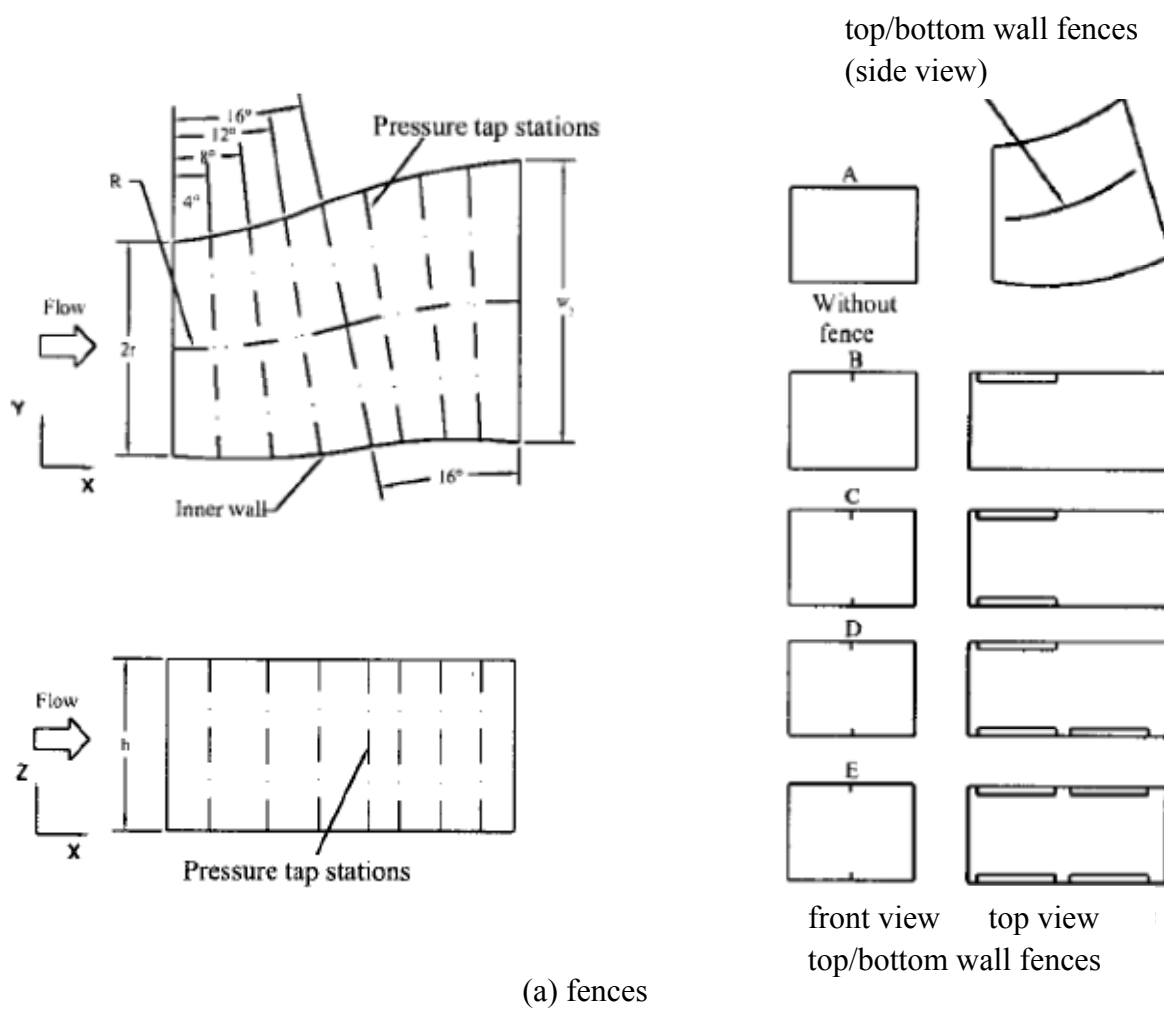 top/bottom wall fences
(side view)
16°
12°
8°
4°
Pressure tap stations
R
Flow
2r
Y
X
Inner wall
16°
A
Without
fence
B
C
D
E
Flow
h
Z
X
Pressure tap stations
front view top view
top/bottom wall fences
(a) fences